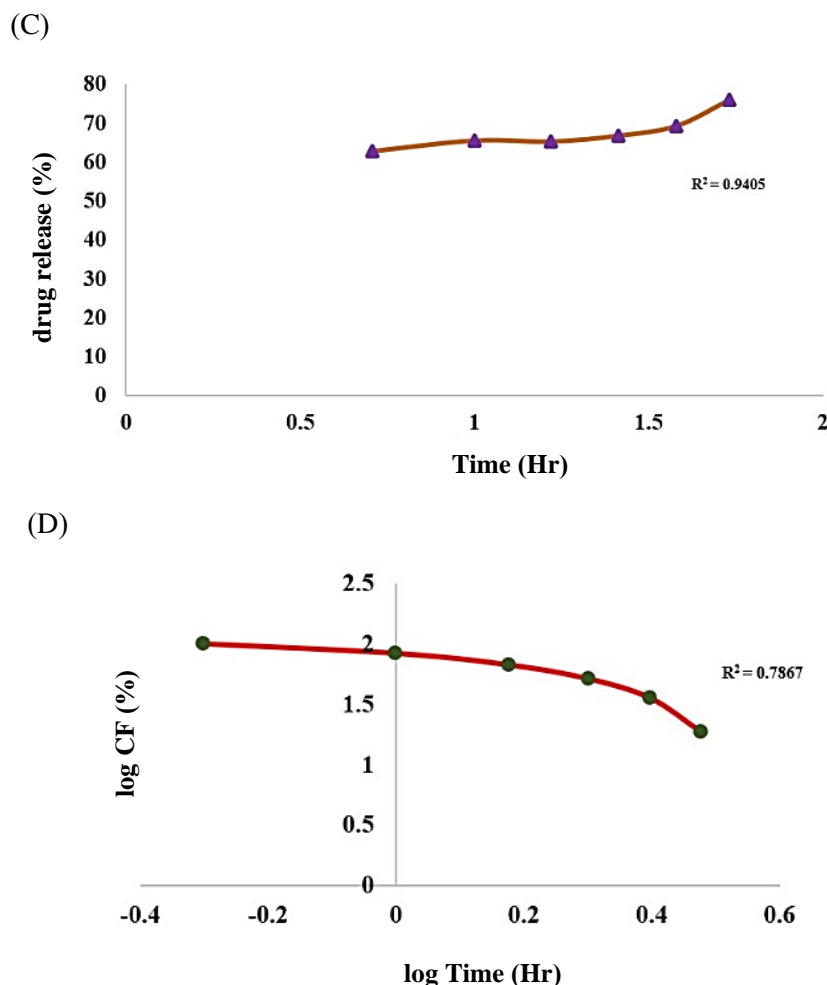 (C)
80
70
60
50
40
30
20
10
0
drug release (%)
R² = 0.9405
0 0.5 1 1.5 2
Time (Hr)
(D)
2.5
2
1.5
1
0.5
0
log CF (%)
R² = 0.7867
-0.4 -0.2 0 0.2 0.4 0.6
log Time (Hr)